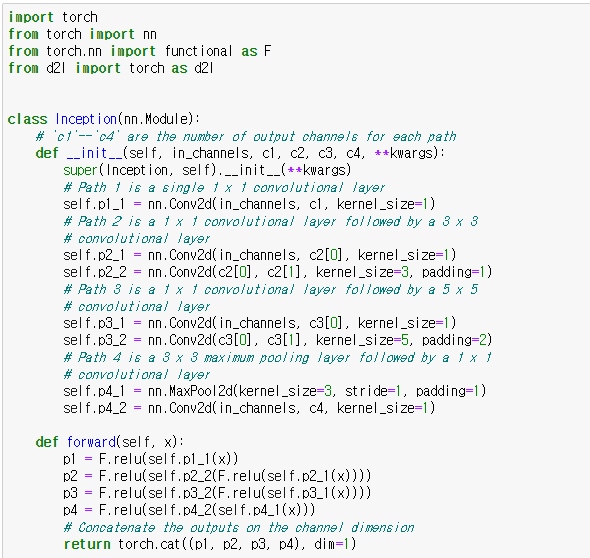 import torch
from torch import nn
from torch.nn import functional as F
from d2l import torch as d2l
class Inception(nn.Module):
# `c1`--`c4` are the number of output channels for each path
def __init__(self, in_channels, c1, c2, c3, c4, **kwargs):
super(Inception, self).__init__(**kwargs)
# Path 1 is a single 1 x 1 convolutional layer
self.p1_1 = nn.Conv2d(in_channels, c1, kernel_size=1)
# Path 2 is a 1 x 1 convolutional layer followed by a 3 x 3
# convolutional layer
self.p2_1 = nn.Conv2d(in_channels, c2[0], kernel_size=1)
self.p2_2 = nn.Conv2d(c2[0], c2[1], kernel_size=3, padding=1)
# Path 3 is a 1 x 1 convolutional layer followed by a 5 x 5
# convolutional layer
self.p3_1 = nn.Conv2d(in_channels, c3[0], kernel_size=1)
self.p3_2 = nn.Conv2d(c3[0], c3[1], kernel_size=5, padding=2)
# Path 4 is a 3 x 3 maximum pooling layer followed by a 1 x 1
# convolutional layer
self.p4_1 = nn.MaxPool2d(kernel_size=3, stride=1, padding=1)
self.p4_2 = nn.Conv2d(in_channels, c4, kernel_size=1)
def forward(self, x):
p1 = F.relu(self.p1_1(x))
p2 = F.relu(self.p2_2(F.relu(self.p2_1(x))))
p3 = F.relu(self.p3_2(F.relu(self.p3_1(x))))
p4 = F.relu(self.p4_2(self.p4_1(x)))
# Concatenate the outputs on the channel dimension
return torch.cat((p1, p2, p3, p4), dim=1)